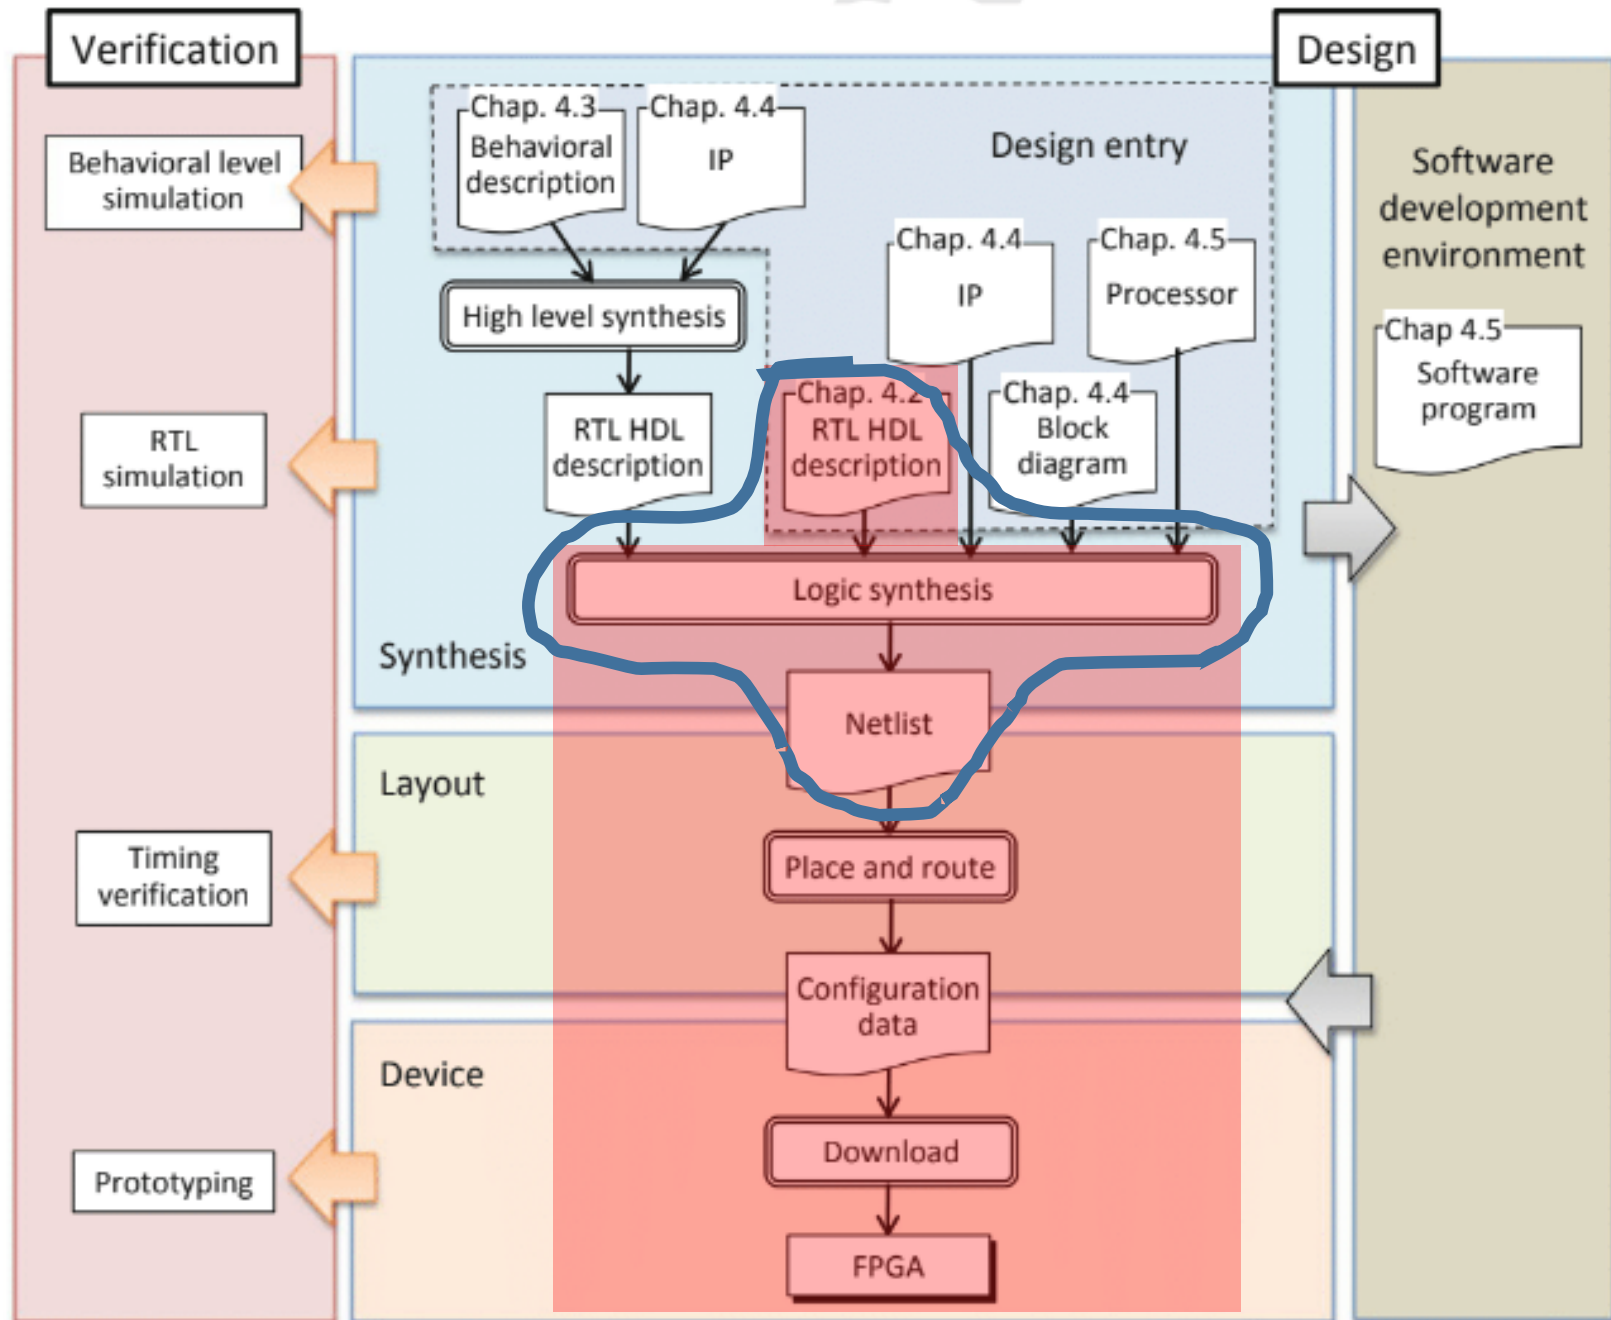 Verification
Design
Chap. 4.3
Behavioral
description
Chap. 4.4
IP
Design entry
Behavioral level
simulation
Software
development
environment
Chap. 4.4
IP
Chap. 4.5
Processor
High level synthesis
Chap 4.5
Software
program
RTL HDL
description
Chap. 4.2
RTL HDL
description
Chap. 4.4
Block
diagram
RTL
simulation
Logic synthesis
Synthesis
Netlist
Layout
Timing
verification
Place and route
Configuration
data
Device
Download
Prototyping
FPGA